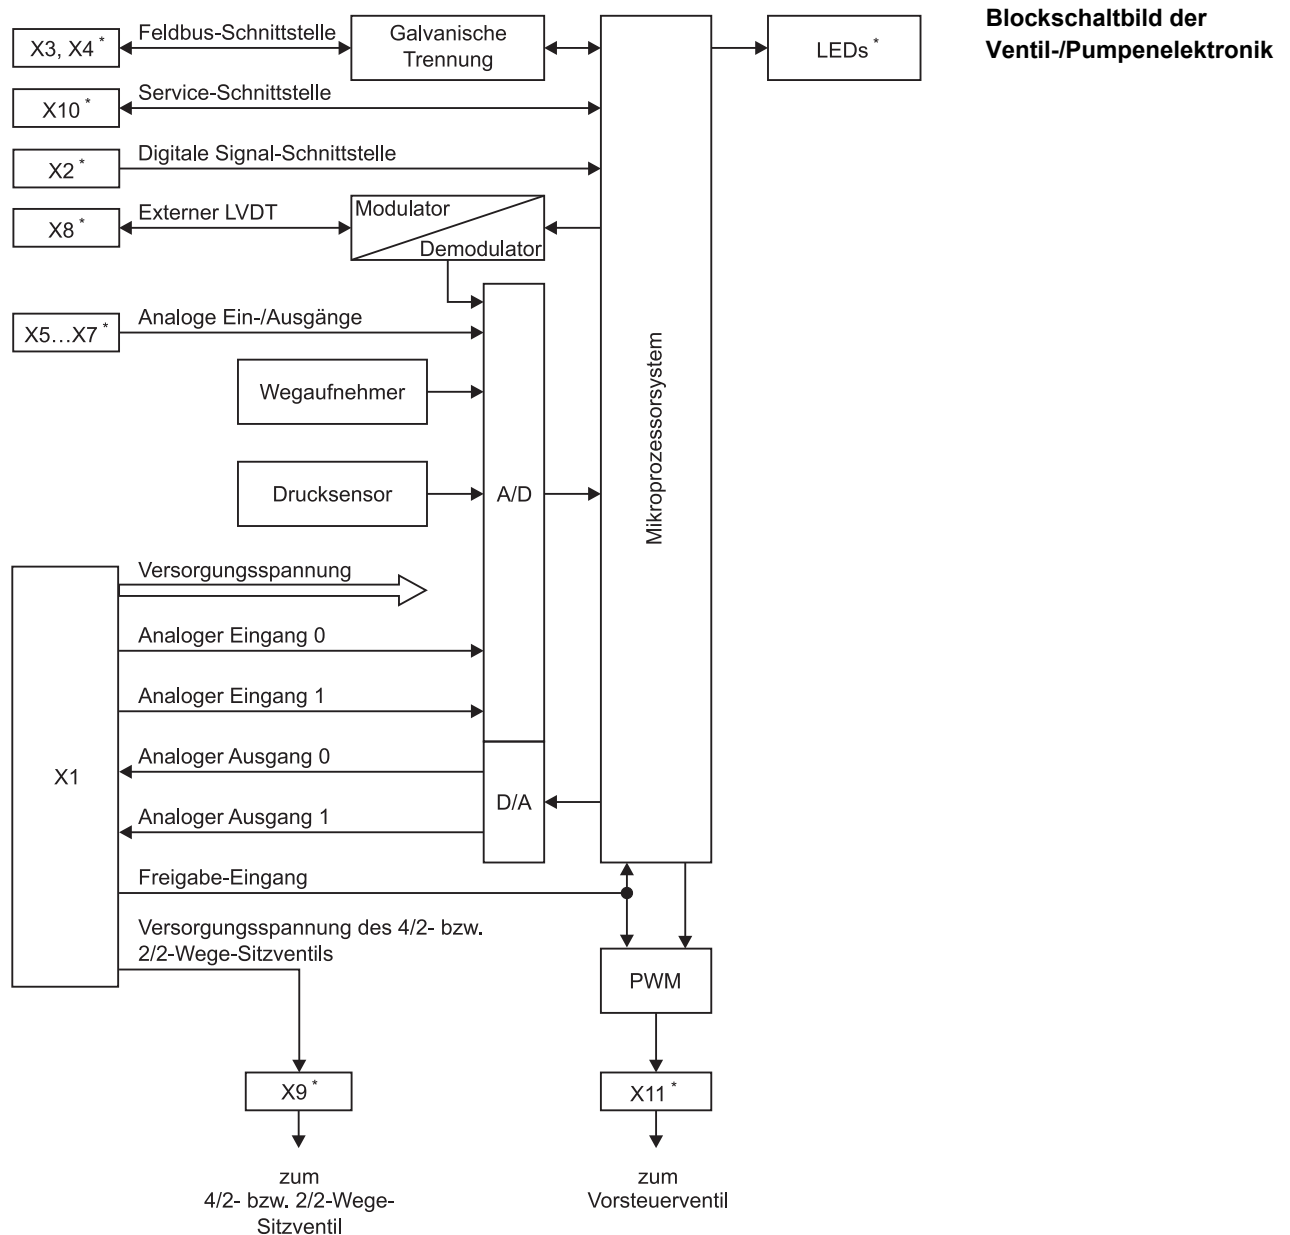 Blockschaltbild der
Ventil-/Pumpenelektronik
X3, X4 *
Feldbus-Schnittstelle
Galvanische
Trennung
LEDs *
X10 *
Service-Schnittstelle
X2 *
Digitale Signal-Schnittstelle
X8 *
Externer LVDT
Modulator
Demodulator
X5...X7 *
Analoge Ein-/Ausgänge
Wegaufnehmer
Drucksensor
A/D
Mikroprozessorsystem
Versorgungsspannung
Analoger Eingang 0
Analoger Eingang 1
X1
Analoger Ausgang 0
D/A
Analoger Ausgang 1
Freigabe-Eingang
Versorgungsspannung des 4/2- bzw.
2/2-Wege-Sitzventils
PWM
X9 *
X11 *
zum
4/2- bzw. 2/2-Wege-
Sitzventil
zum
Vorsteuerventil